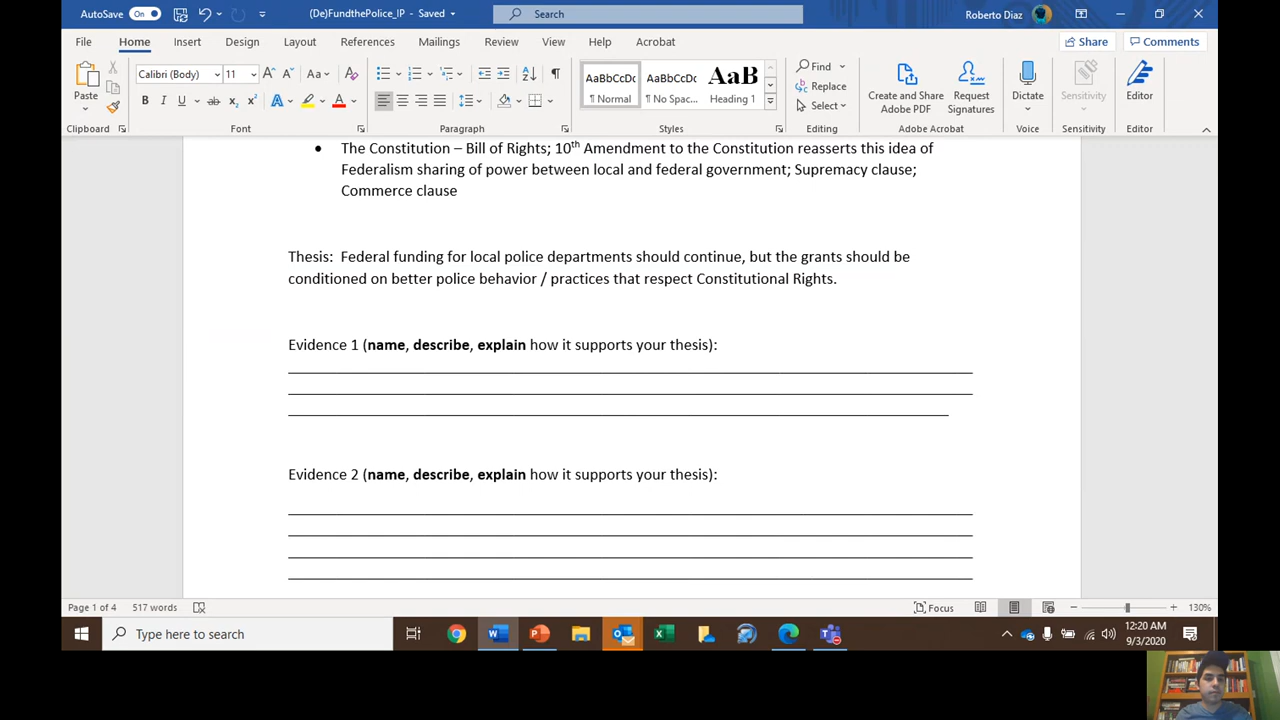 AutoSave On (De)FundthePolice_IP - Saved Search Roberto Diaz
File Home Insert Design Layout References Mailings Review View Help Acrobat Share Comments
Calibri (Body) 11 Aa AaBbCcDc AaBbCcDc AaB Find
Paste B I U ab x₂ x² A A ¶ Normal ¶ No Spac... Heading 1 Replace Select Create and Share Adobe PDF Request Signatures Dictate Sensitivity Editor
Clipboard Font Paragraph Styles Editing Adobe Acrobat Voice Sensitivity Editor
• The Constitution – Bill of Rights; 10th Amendment to the Constitution reasserts this idea of
Federalism sharing of power between local and federal government; Supremacy clause;
Commerce clause
Thesis: Federal funding for local police departments should continue, but the grants should be
conditioned on better police behavior / practices that respect Constitutional Rights.
Evidence 1 (name, describe, explain how it supports your thesis):
Evidence 2 (name, describe, explain how it supports your thesis):
Page 1 of 4 517 words Focus 130%
Type here to search 12:20 AM
9/3/2020